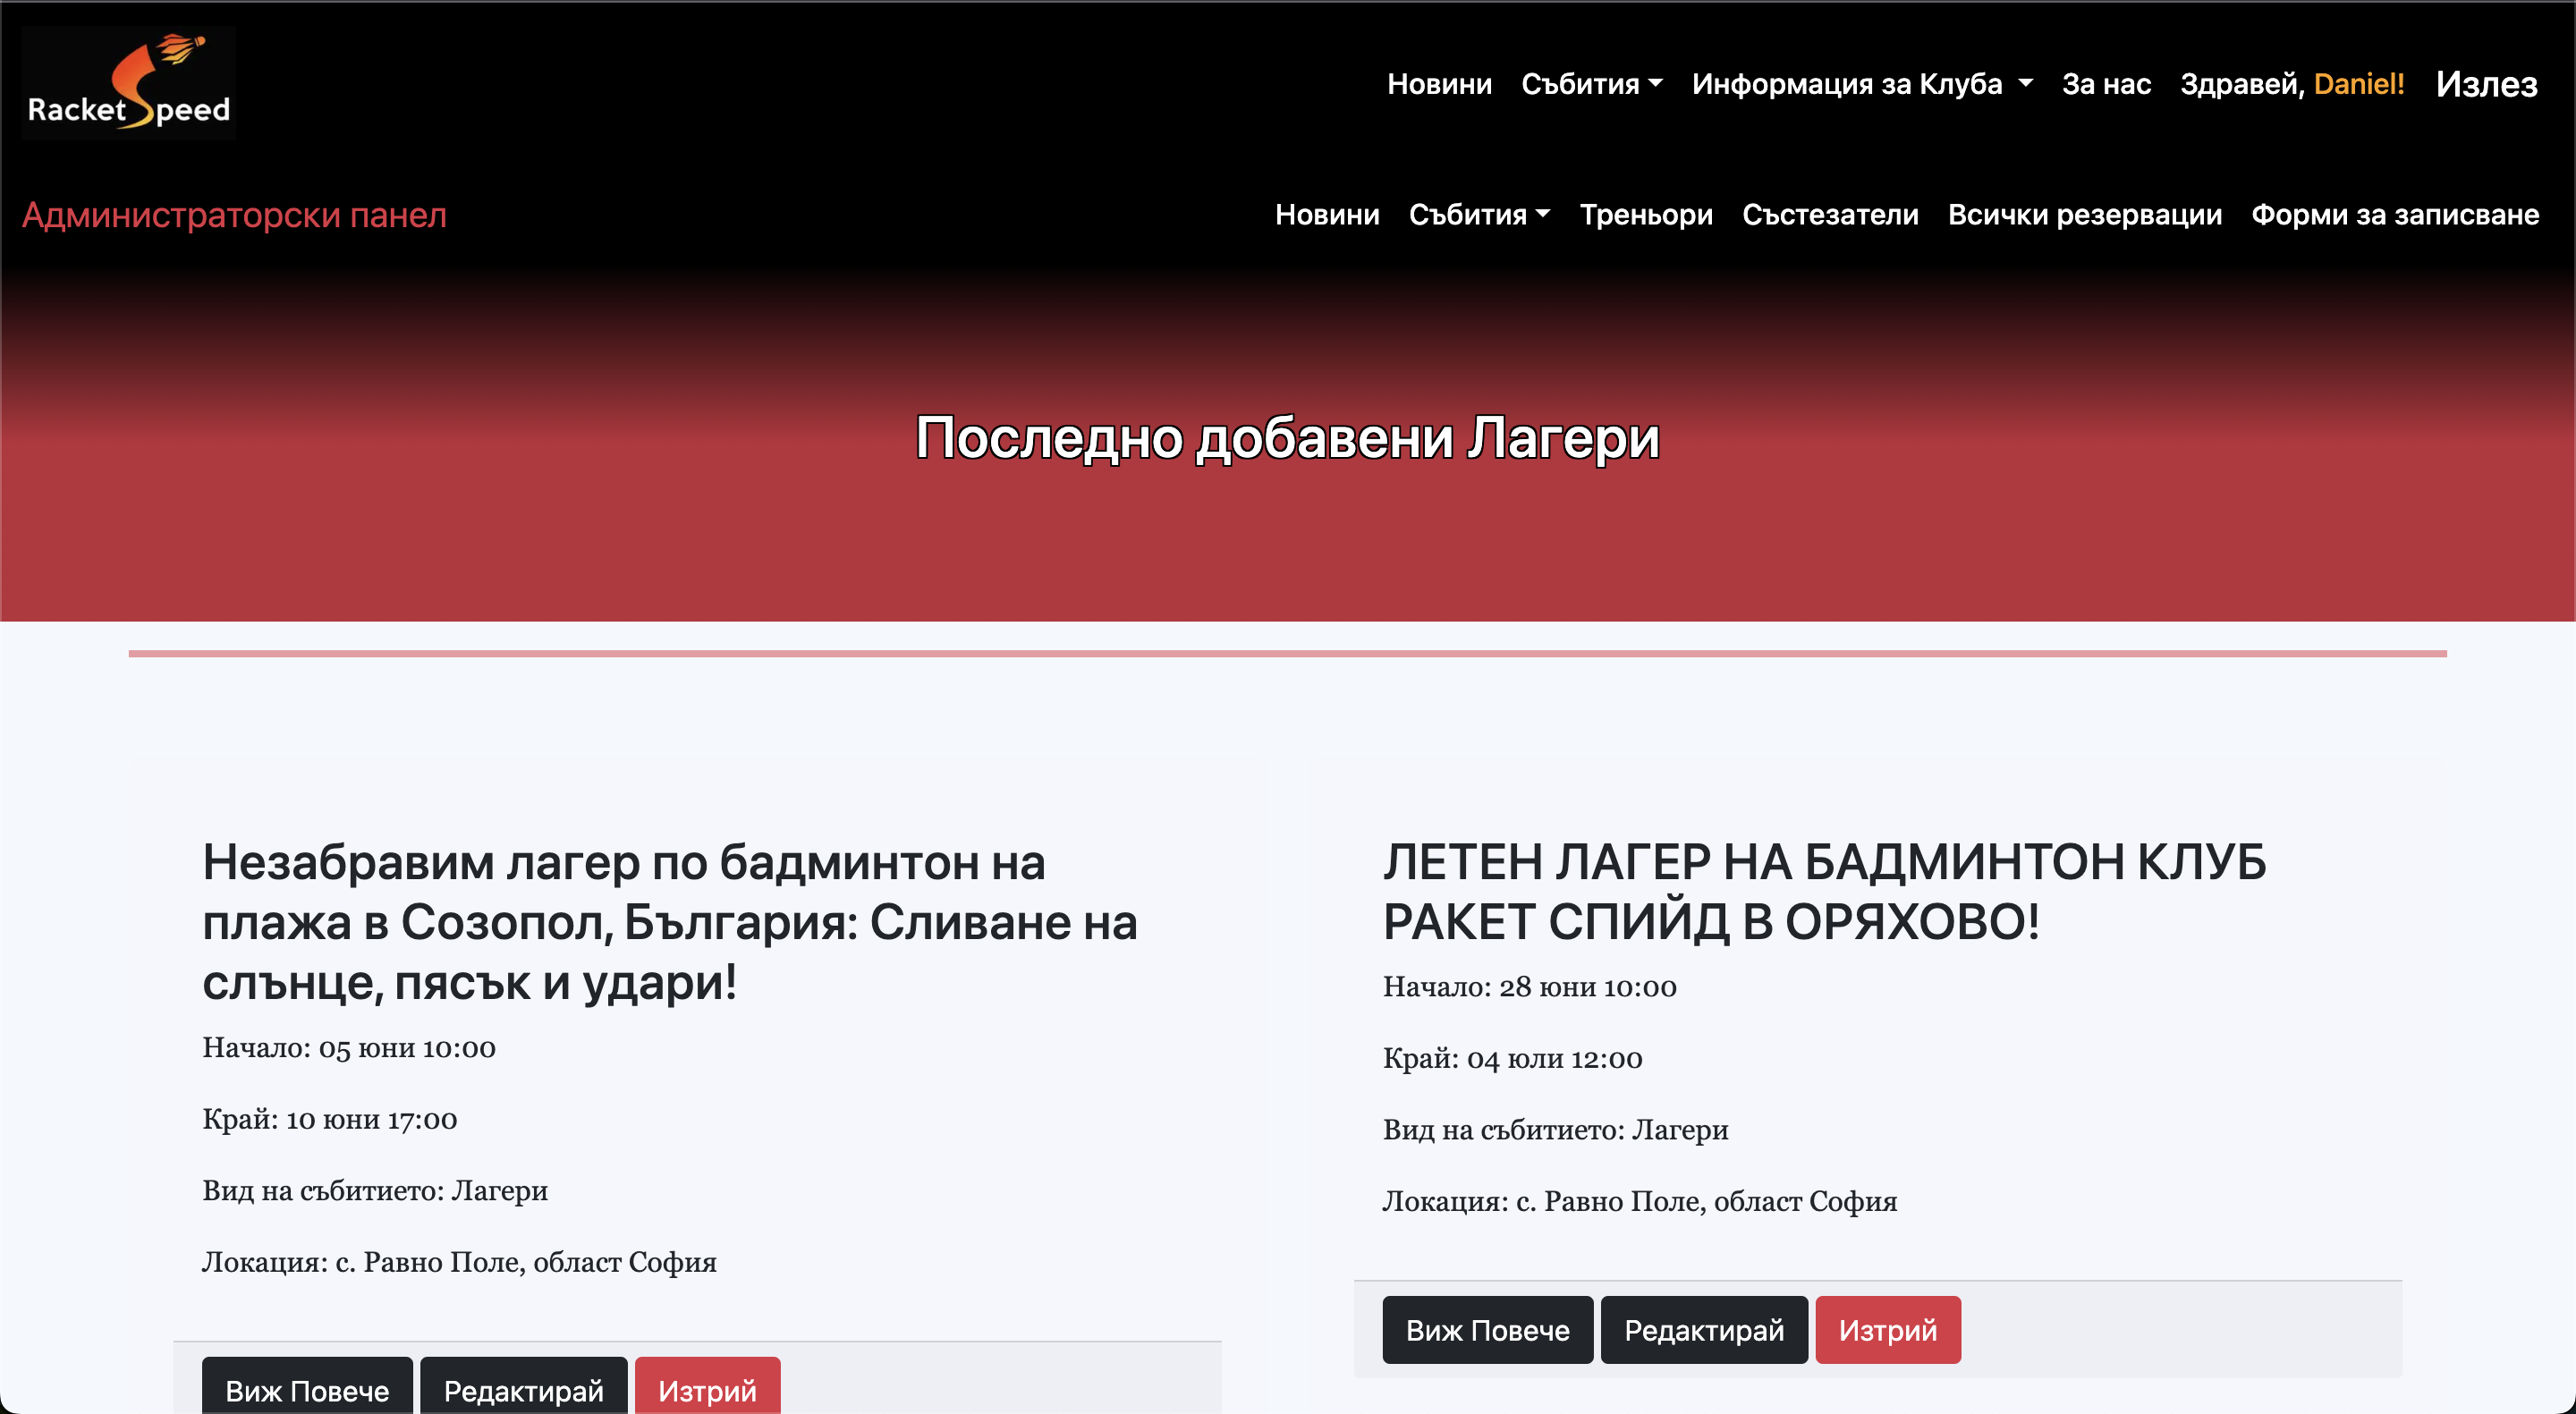 RacketSpeed
Новини Събития Информация за Клуба За нас Здравей, Daniel! Излез
Администраторски панел
Новини Събития Треньори Състезатели Всички резервации Форми за записване
Последно добавени Лагери
Незабравим лагер по бадминтон на
плажа в Созопол, България: Сливане на
слънце, пясък и удари!
Начало: 05 юни 10:00
Край: 10 юни 17:00
Вид на събитието: Лагери
Локация: с. Равно Поле, област София
Виж Повече Редактирай Изтрий
ЛЕТЕН ЛАГЕР НА БАДМИНТОН КЛУБ
РАКЕТ СПИЙД В ОРЯХОВО!
Начало: 28 юни 10:00
Край: 04 юли 12:00
Вид на събитието: Лагери
Локация: с. Равно Поле, област София
Виж Повече Редактирай Изтрий